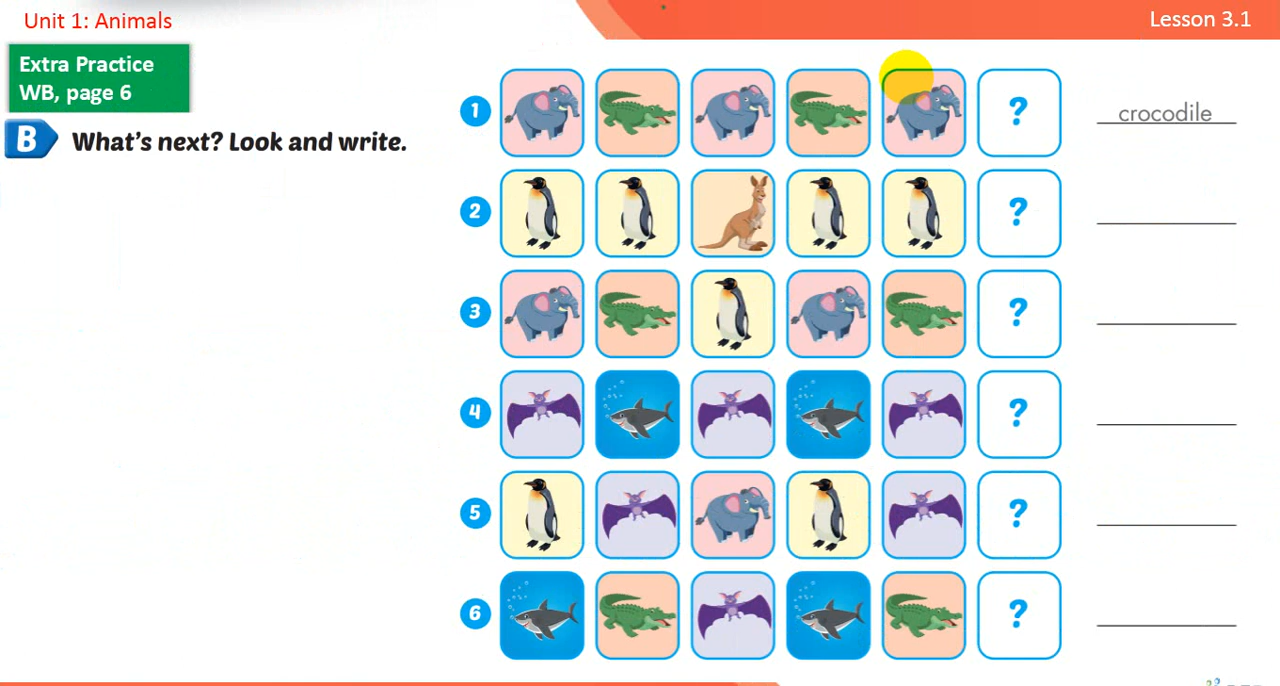 Unit 1: Animals
Lesson 3.1
Extra Practice
WB, page 6
B What's next? Look and write.
1 ? crocodile
2 ?
3 ?
4 ?
5 ?
6 ?